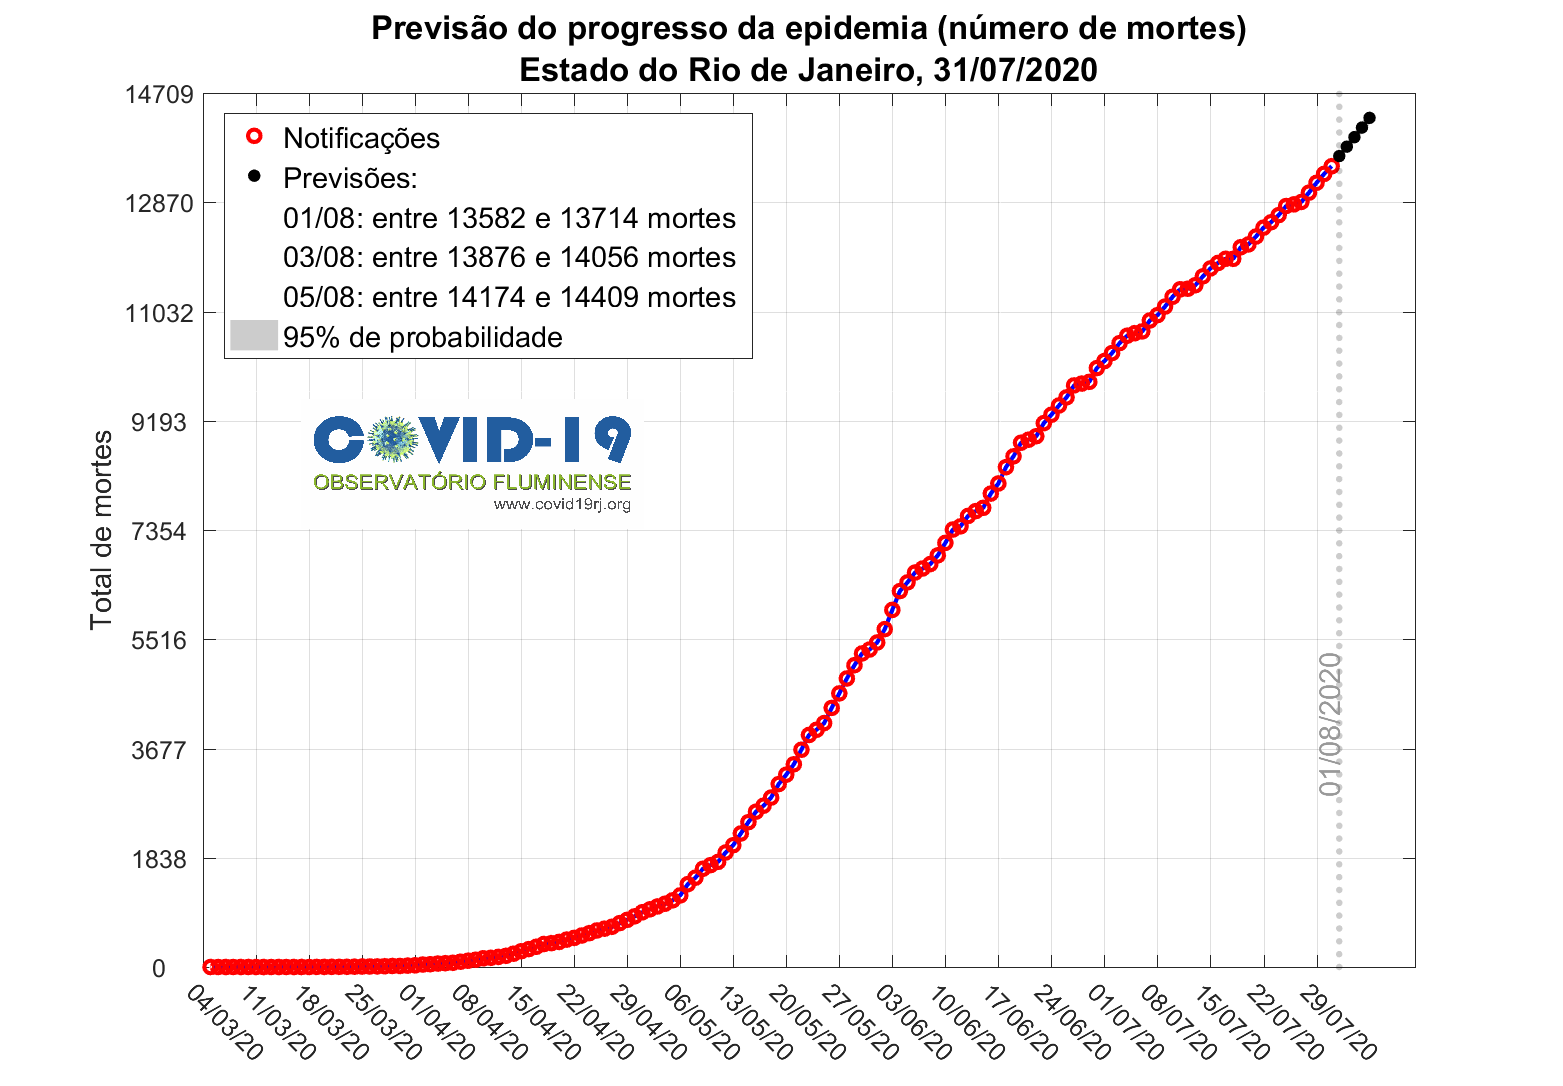 Previsão do progresso da epidemia (número de mortes)
Estado do Rio de Janeiro, 31/07/2020
14709
12870
11032
9193
7354
5516
3677
1838
0
Total de mortes
Notificações
Previsões:
01/08: entre 13582 e 13714 mortes
03/08: entre 13876 e 14056 mortes
05/08: entre 14174 e 14409 mortes
95% de probabilidade
COVID-19
OBSERVATÓRIO FLUMINENSE
www.covid19rj.org
01/08/2020
04/03/20
11/03/20
18/03/20
25/03/20
01/04/20
08/04/20
15/04/20
22/04/20
29/04/20
06/05/20
13/05/20
20/05/20
27/05/20
03/06/20
10/06/20
17/06/20
24/06/20
01/07/20
08/07/20
15/07/20
22/07/20
29/07/20